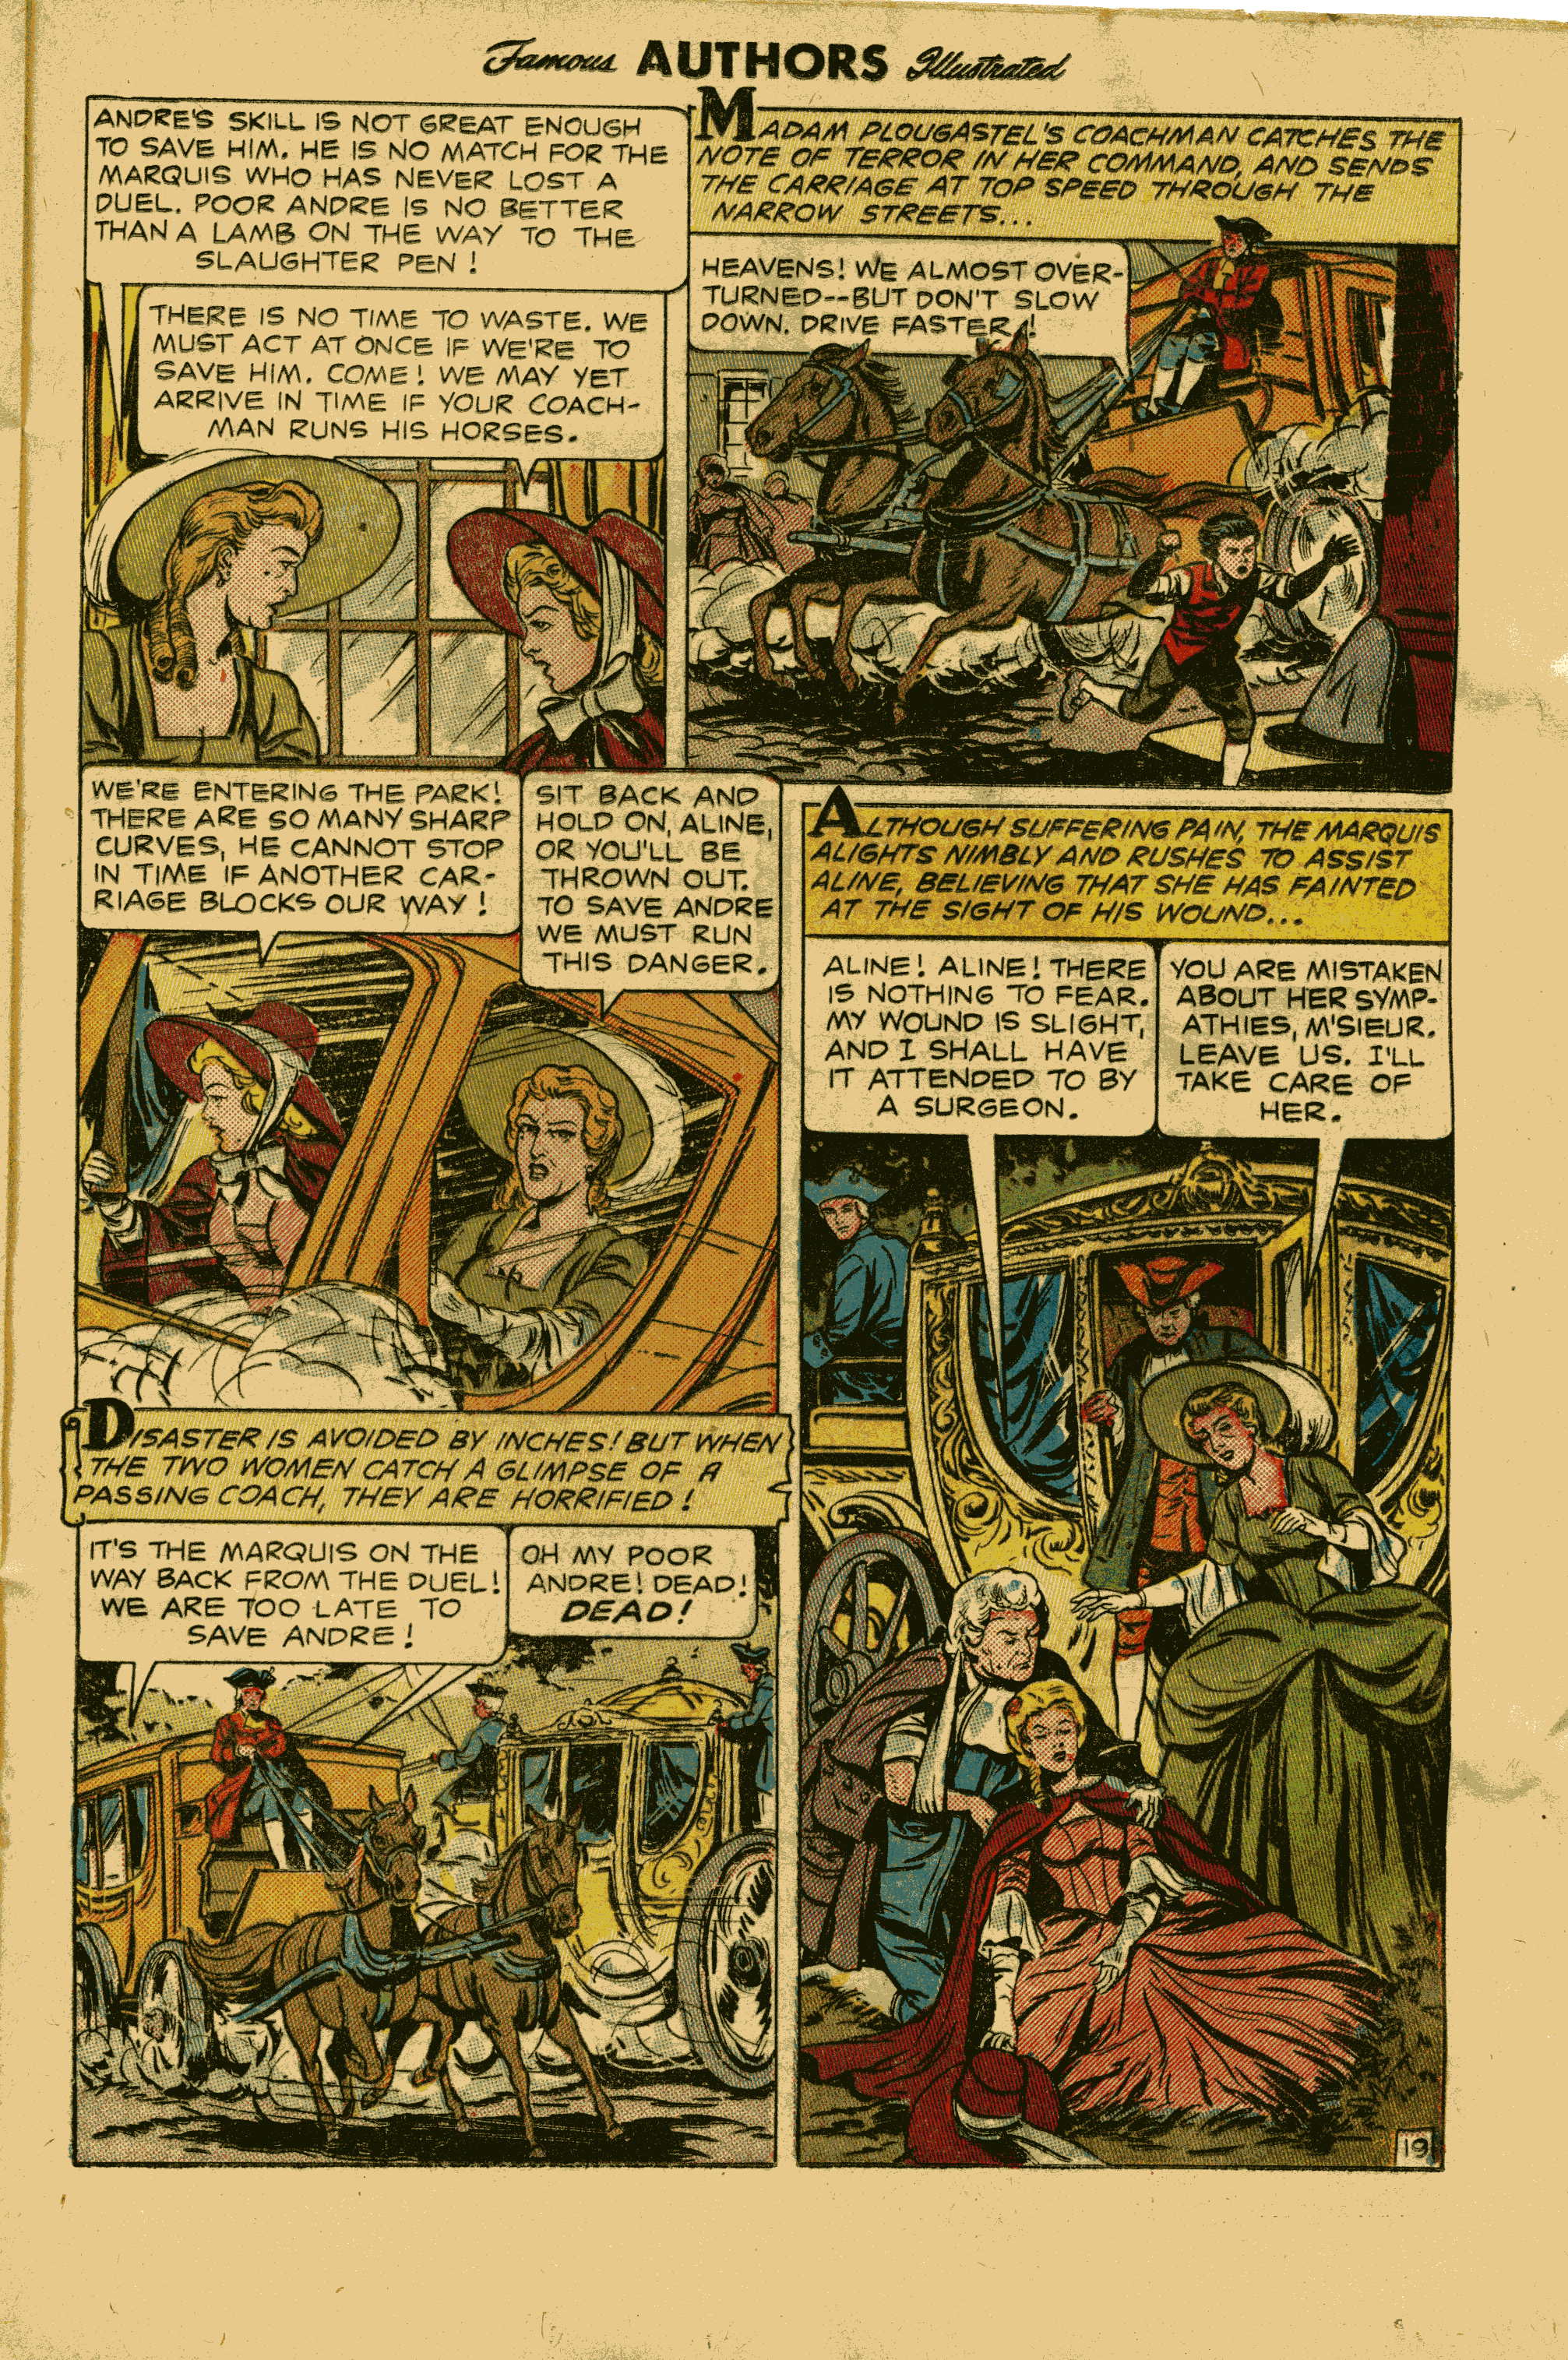 Famous AUTHORS Illustrated
ANDRE'S SKILL IS NOT GREAT ENOUGH
TO SAVE HIM. HE IS NO MATCH FOR THE
MARQUIS WHO HAS NEVER LOST A
DUEL. POOR ANDRE IS NO BETTER
THAN A LAMB ON THE WAY TO THE
SLAUGHTER PEN!
THERE IS NO TIME TO WASTE. WE
MUST ACT AT ONCE IF WE'RE TO
SAVE HIM. COME! WE MAY YET
ARRIVE IN TIME IF YOUR COACH-
MAN RUNS HIS HORSES.
MADAM PLOUGASTEL'S COACHMAN CATCHES THE
NOTE OF TERROR IN HER COMMAND, AND SENDS
THE CARRIAGE AT TOP SPEED THROUGH THE
NARROW STREETS...
HEAVENS! WE ALMOST OVER-
TURNED--BUT DON'T SLOW
DOWN. DRIVE FASTER!
WE'RE ENTERING THE PARK!
THERE ARE SO MANY SHARP
CURVES, HE CANNOT STOP
IN TIME IF ANOTHER CAR-
RIAGE BLOCKS OUR WAY!
SIT BACK AND
HOLD ON, ALINE,
OR YOU'LL BE
THROWN OUT.
TO SAVE ANDRE
WE MUST RUN
THIS DANGER.
DISASTER IS AVOIDED BY INCHES! BUT WHEN
THE TWO WOMEN CATCH A GLIMPSE OF A
PASSING COACH, THEY ARE HORRIFIED!
IT'S THE MARQUIS ON THE
WAY BACK FROM THE DUEL!
WE ARE TOO LATE TO
SAVE ANDRE!
OH MY POOR
ANDRE! DEAD!
DEAD!
ALTHOUGH SUFFERING PAIN, THE MARQUIS
ALIGHTS NIMBLY AND RUSHES TO ASSIST
ALINE, BELIEVING THAT SHE HAS FAINTED
AT THE SIGHT OF HIS WOUND...
ALINE! ALINE! THERE
IS NOTHING TO FEAR.
MY WOUND IS SLIGHT,
AND I SHALL HAVE
IT ATTENDED TO BY
A SURGEON.
YOU ARE MISTAKEN
ABOUT HER SYMP-
ATHIES, M'SIEUR.
LEAVE US. I'LL
TAKE CARE OF
HER.
19